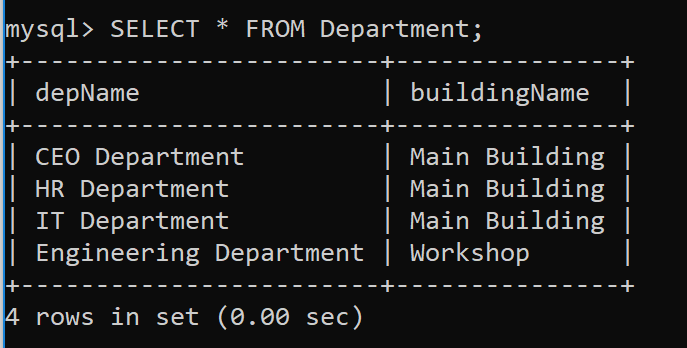 mysql> SELECT * FROM Department;
+------------------------+---------------+
| depName                | buildingName  |
+------------------------+---------------+
| CEO Department         | Main Building |
| HR Department          | Main Building |
| IT Department          | Main Building |
| Engineering Department | Workshop      |
+------------------------+---------------+
4 rows in set (0.00 sec)